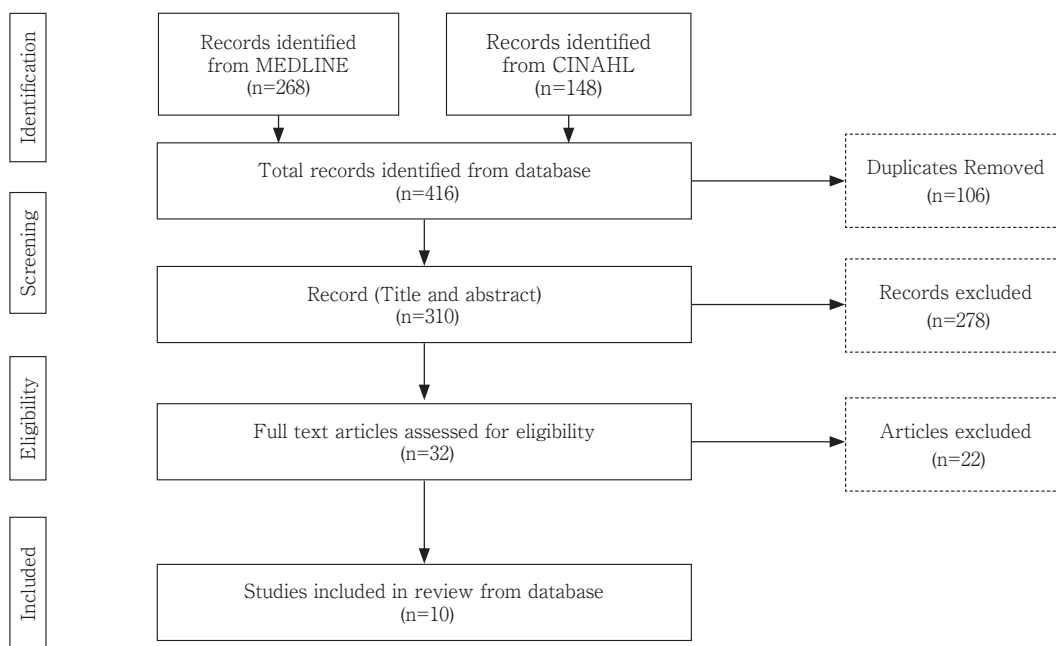 Identification
Records identified
from MEDLINE
(n=268)
Records identified
from CINAHL
(n=148)
Total records identified from database
(n=416)
Duplicates Removed
(n=106)
Screening
Record (Title and abstract)
(n=310)
Records excluded
(n=278)
Eligibility
Full text articles assessed for eligibility
(n=32)
Articles excluded
(n=22)
Included
Studies included in review from database
(n=10)